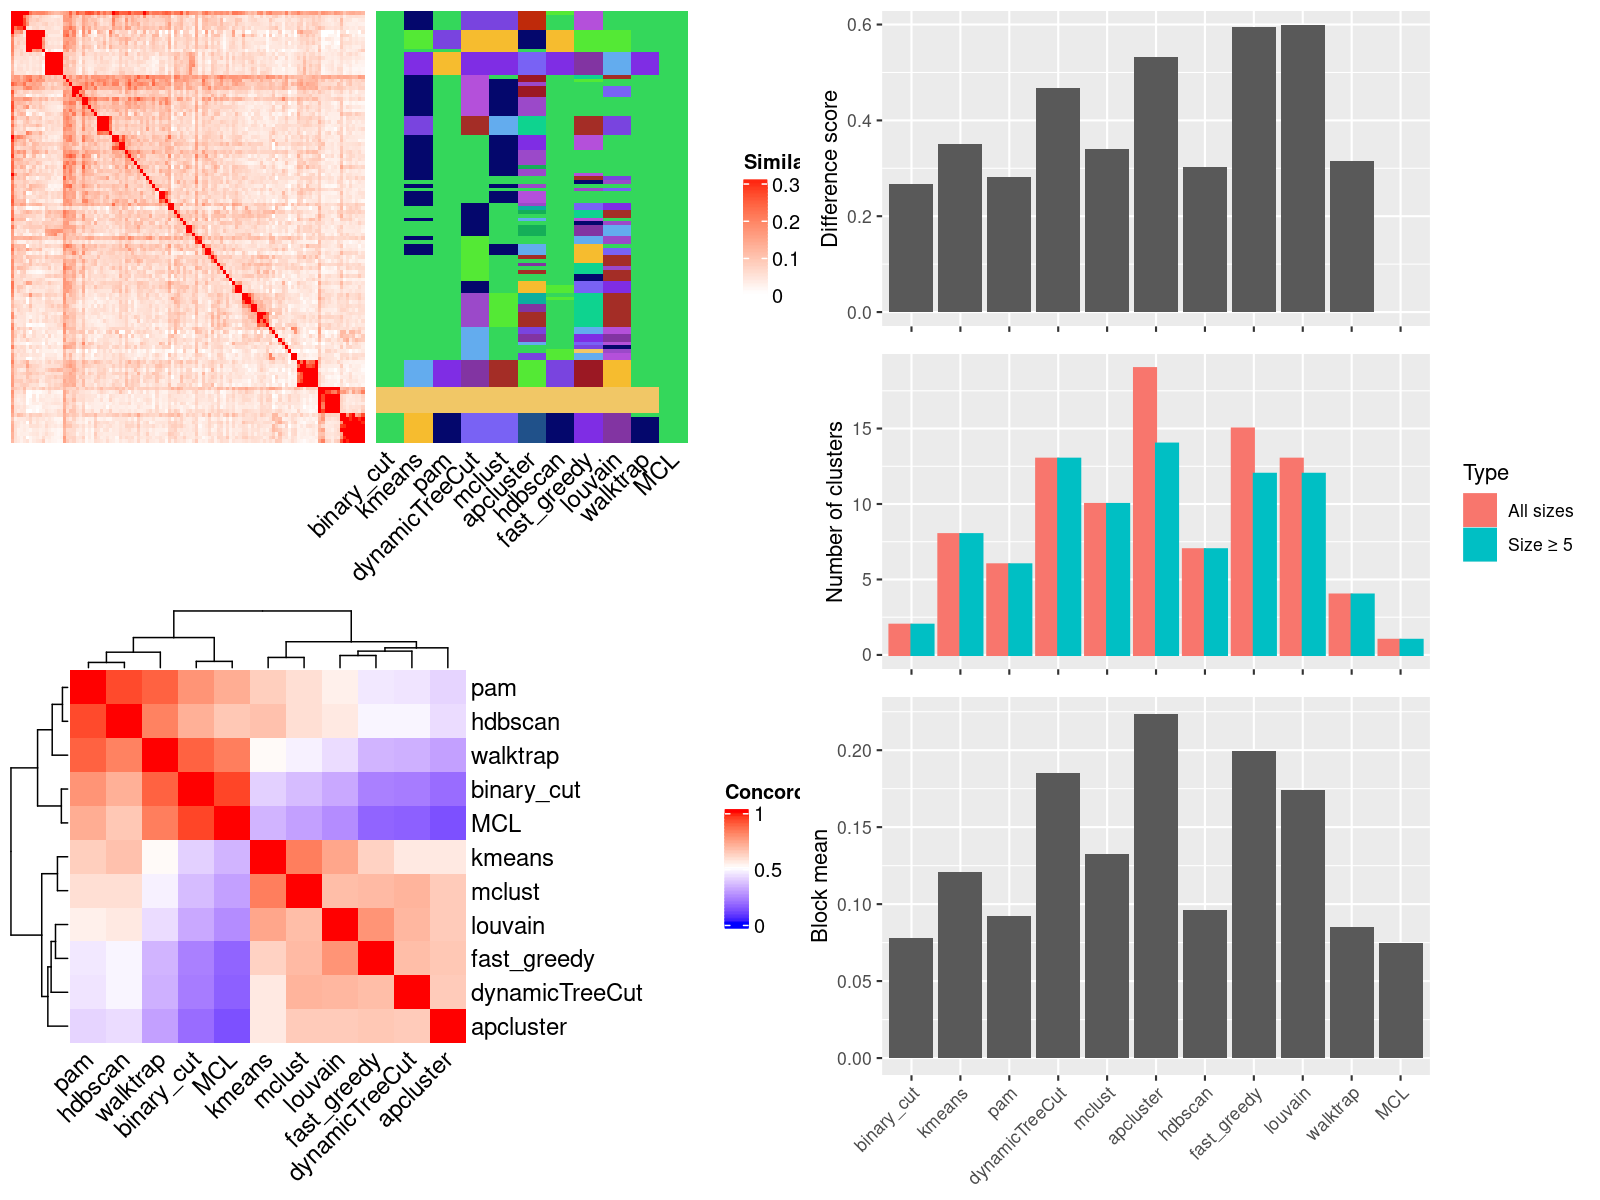 Simila
0.3
0.2
0.1
0
binary_cut
kmeans
pam
dynamicTreeCut
mclust
apcluster
hdbscan
fast_greedy
louvain
walktrap
MCL
pam
hdbscan
walktrap
binary_cut
MCL
kmeans
mclust
louvain
fast_greedy
dynamicTreeCut
apcluster
pam
hdbscan
walktrap
binary_cut
MCL
kmeans
mclust
louvain
fast_greedy
dynamicTreeCut
apcluster
Concord
1
0.5
0
Difference score
0.6
0.4
0.2
0.0
Number of clusters
15
10
5
0
Type
All sizes
Size ≥ 5
Block mean
0.20
0.15
0.10
0.05
0.00
binary_cut
kmeans
pam
dynamicTreeCut
mclust
apcluster
hdbscan
fast_greedy
louvain
walktrap
MCL